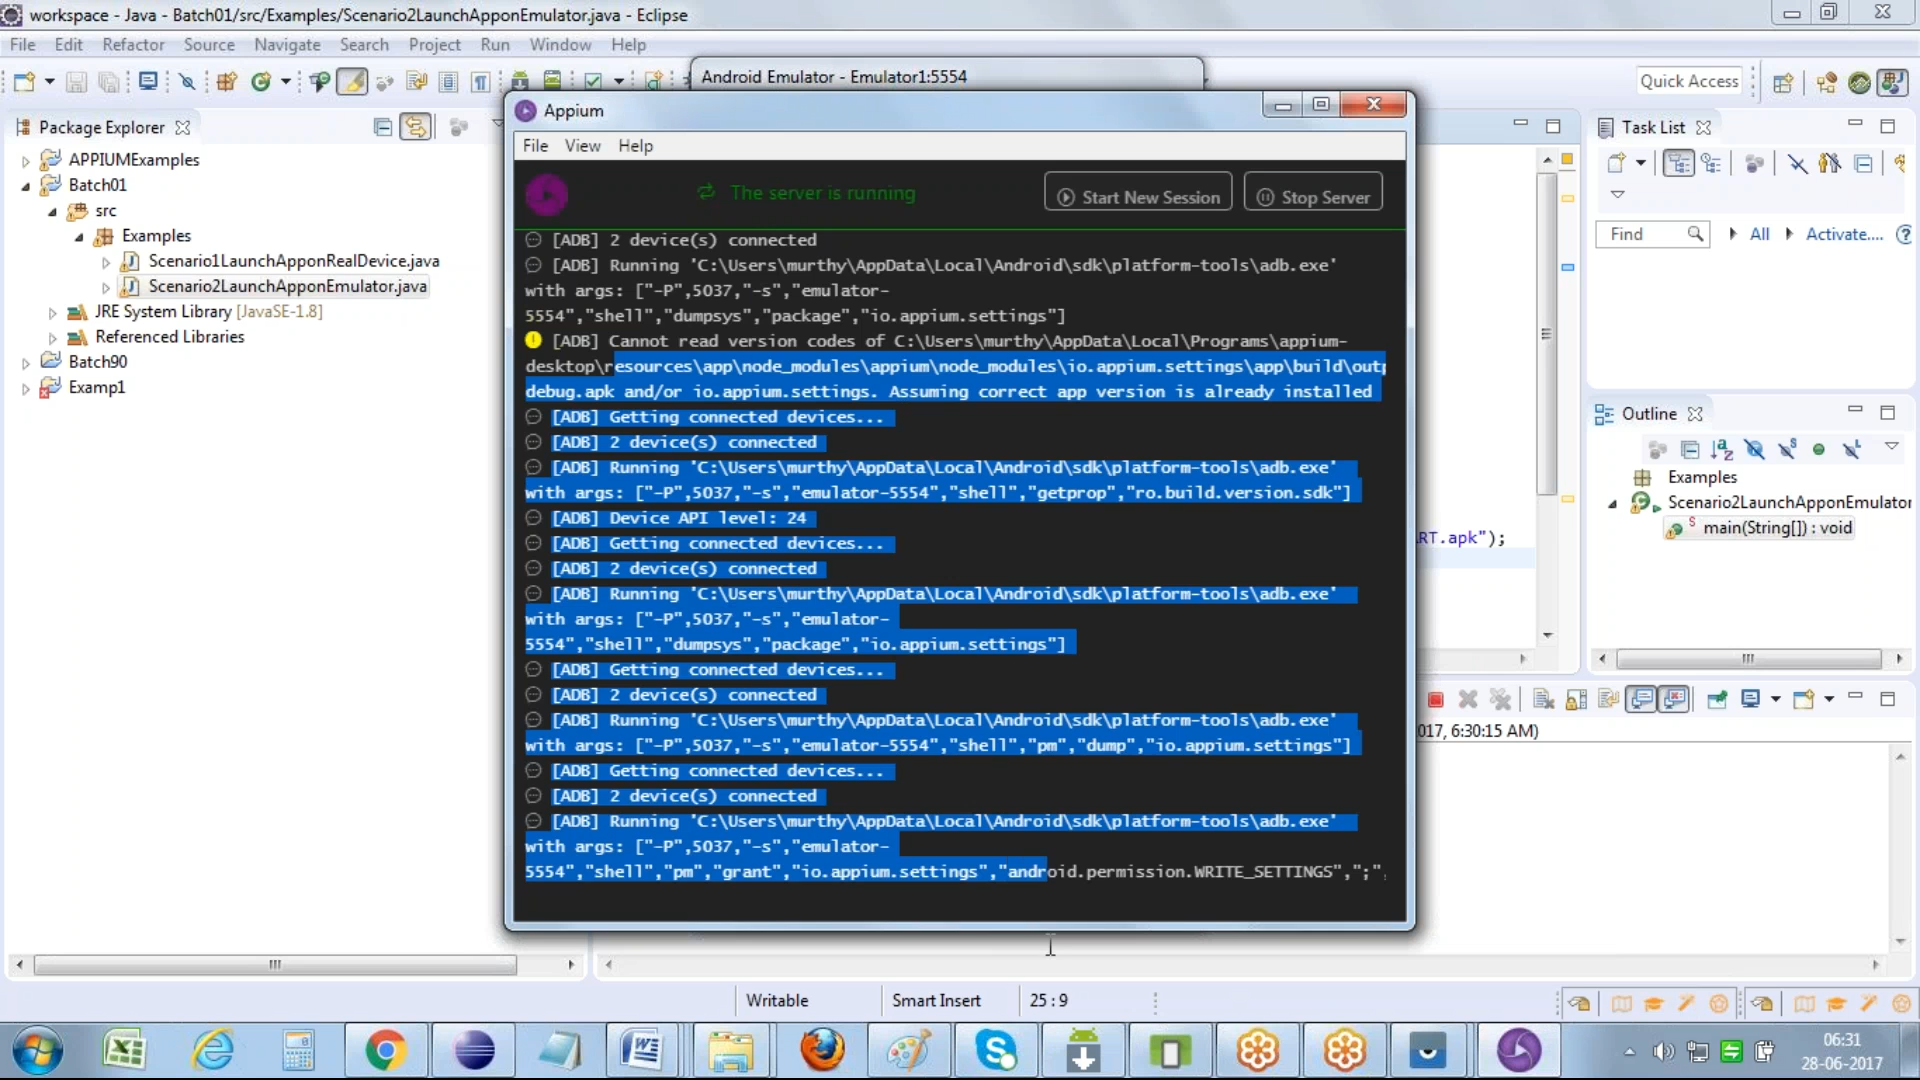 workspace - Java - Batch01/src/Examples/Scenario2LaunchApponEmulator.java - Eclipse
File Edit Refactor Source Navigate Search Project Run Window Help
Quick Access
Android Emulator - Emulator1:5554
Package Explorer
APPIUMExamples
Batch01
src
Examples
Scenario1LaunchApponRealDevice.java
Scenario2LaunchApponEmulator.java
JRE System Library [JavaSE-1.8]
Referenced Libraries
Batch90
Examp1
Appium
File View Help
The server is running
Start New Session
Stop Server
[ADB] 2 device(s) connected
[ADB] Running 'C:\Users\murthy\AppData\Local\Android\sdk\platform-tools\adb.exe'
with args: ["-P",5037,"-s","emulator-
5554","shell","dumpsys","package","io.appium.settings"]
[ADB] Cannot read version codes of C:\Users\murthy\AppData\Local\Programs\appium-
desktop\resources\app\node_modules\appium\node_modules\io.appium.settings\app\build\outp
debug.apk and/or io.appium.settings. Assuming correct app version is already installed
[ADB] Getting connected devices...
[ADB] 2 device(s) connected
[ADB] Running 'C:\Users\murthy\AppData\Local\Android\sdk\platform-tools\adb.exe'
with args: ["-P",5037,"-s","emulator-5554","shell","getprop","ro.build.version.sdk"]
[ADB] Device API level: 24
[ADB] Getting connected devices...
[ADB] 2 device(s) connected
[ADB] Running 'C:\Users\murthy\AppData\Local\Android\sdk\platform-tools\adb.exe'
with args: ["-P",5037,"-s","emulator-
5554","shell","dumpsys","package","io.appium.settings"]
[ADB] Getting connected devices...
[ADB] 2 device(s) connected
[ADB] Running 'C:\Users\murthy\AppData\Local\Android\sdk\platform-tools\adb.exe'
with args: ["-P",5037,"-s","emulator-5554","shell","pm","dump","io.appium.settings"]
[ADB] Getting connected devices...
[ADB] 2 device(s) connected
[ADB] Running 'C:\Users\murthy\AppData\Local\Android\sdk\platform-tools\adb.exe'
with args: ["-P",5037,"-s","emulator-
5554","shell","pm","grant","io.appium.settings","android.permission.WRITE_SETTINGS",";",
RT.apk");
017, 6:30:15 AM)
Task List
Find
All
Activate....
Outline
Examples
Scenario2LaunchApponEmulator
main(String[]) : void
Writable
Smart Insert
25 : 9
06:31
28-06-2017